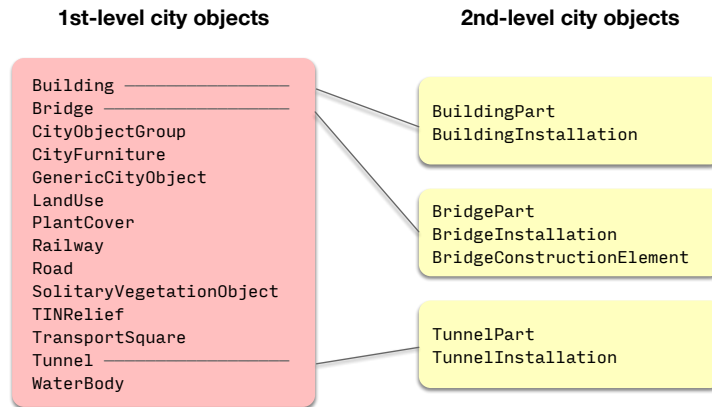 1st-level city objects
Building
Bridge
CityObjectGroup
CityFurniture
GenericCityObject
LandUse
PlantCover
Railway
Road
SolitaryVegetationObject
TINRelief
TransportSquare
Tunnel
WaterBody
2nd-level city objects
BuildingPart
BuildingInstallation
BridgePart
BridgeInstallation
BridgeConstructionElement
TunnelPart
TunnelInstallation